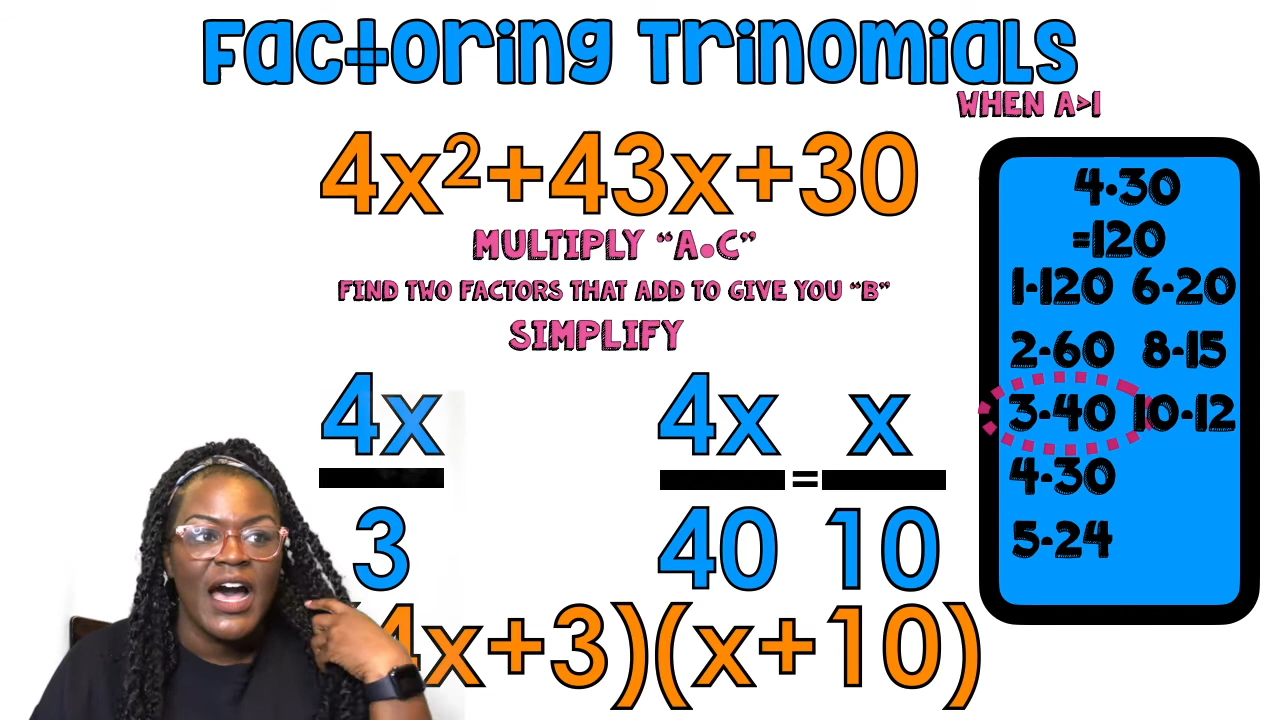 Factoring Trinomials
WHEN A>1
4x²+43x+30
MULTIPLY “A•C”
FIND TWO FACTORS THAT ADD TO GIVE YOU “B”
SIMPLIFY
4x
3
4x
40
=
x
10
(4x+3)(x+10)
4·30
=120
1·120 6·20
2·60 8·15
3·40 10·12
4·30
5·24